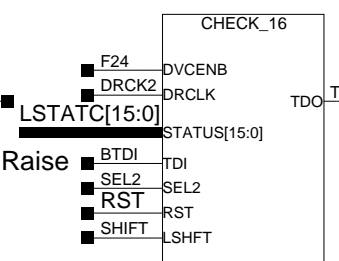 CHECK_16
F24
DVCENB
DRCK2
DRCLK
TDO
T
LSTATC[15:0]
STATUS[15:0]
Raise
BTDI
TDI
SEL2
SEL2
RST
RST
SHIFT
LSHFT